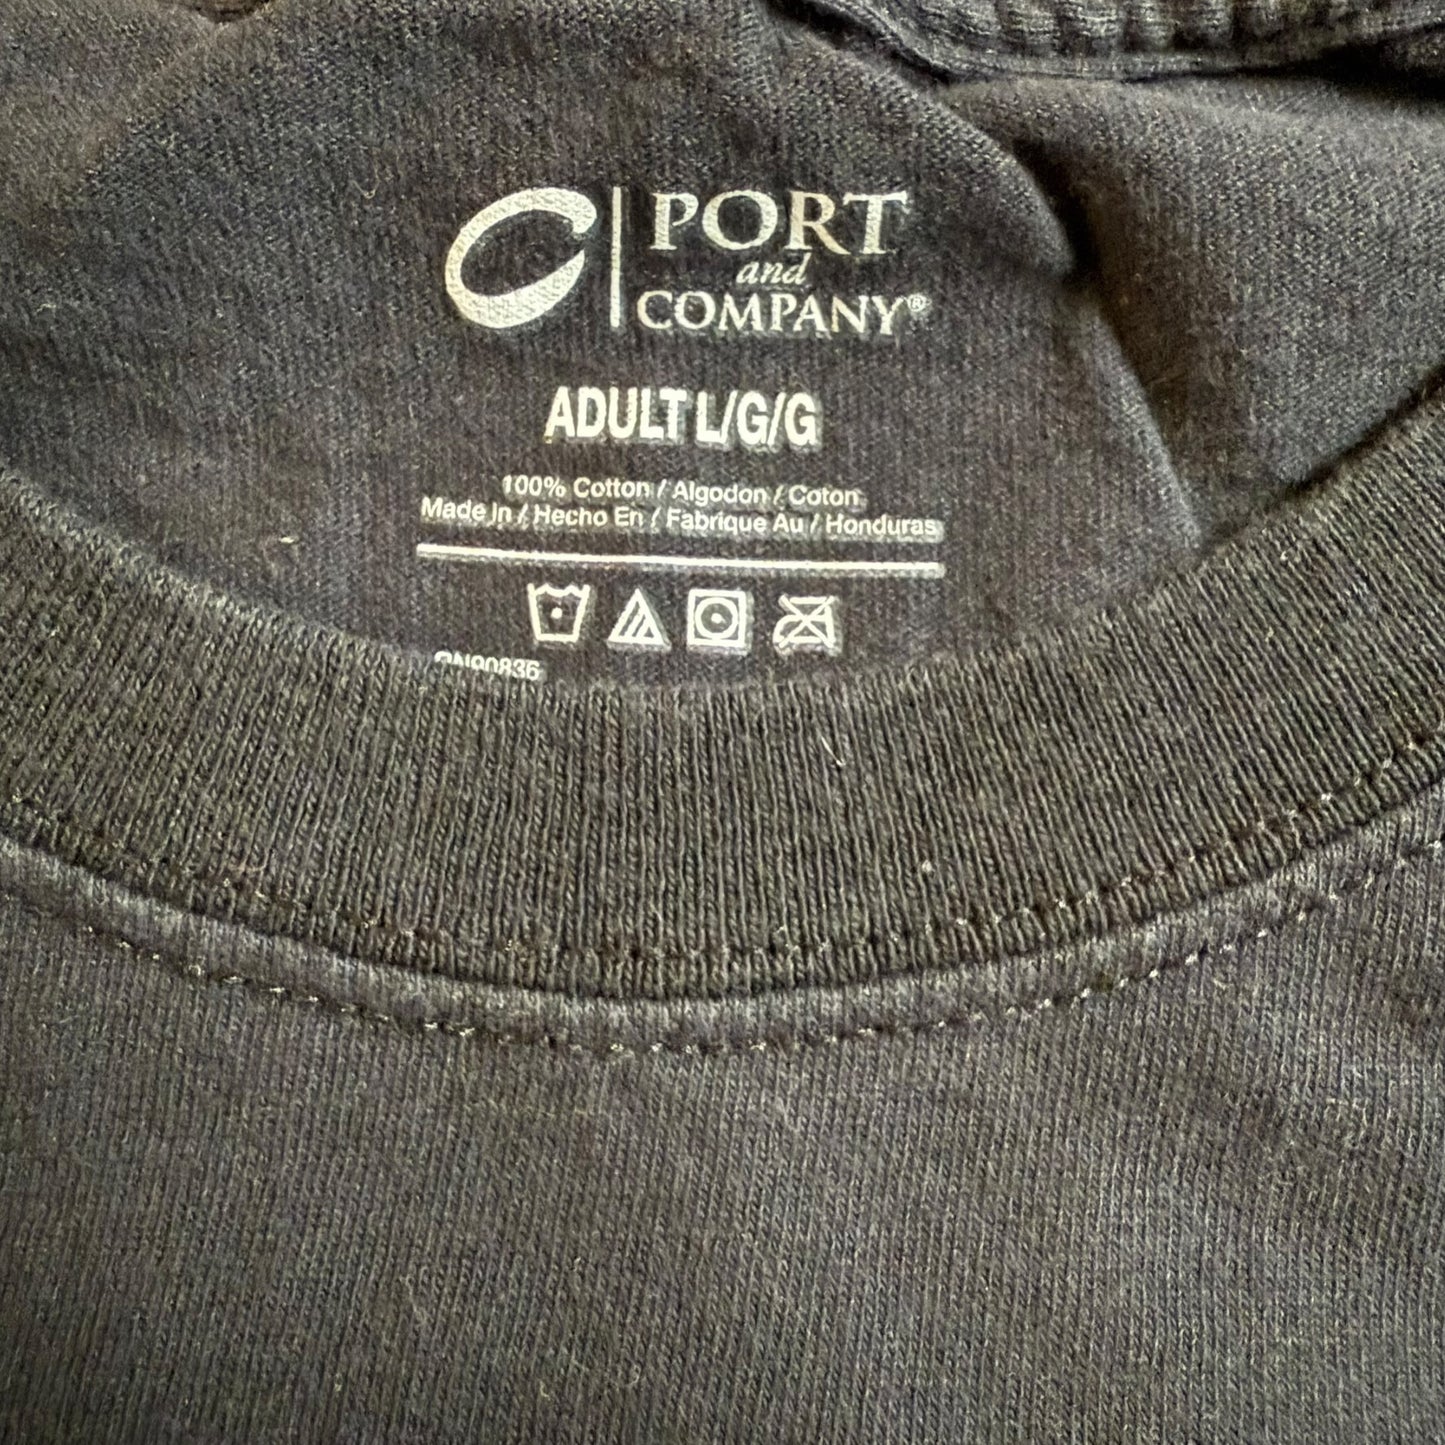 PORT
and
COMPANY®
ADULT L/G/G
100% Cotton / Algodon / Coton
Made In / Hecho En / Fabrique Au / Honduras